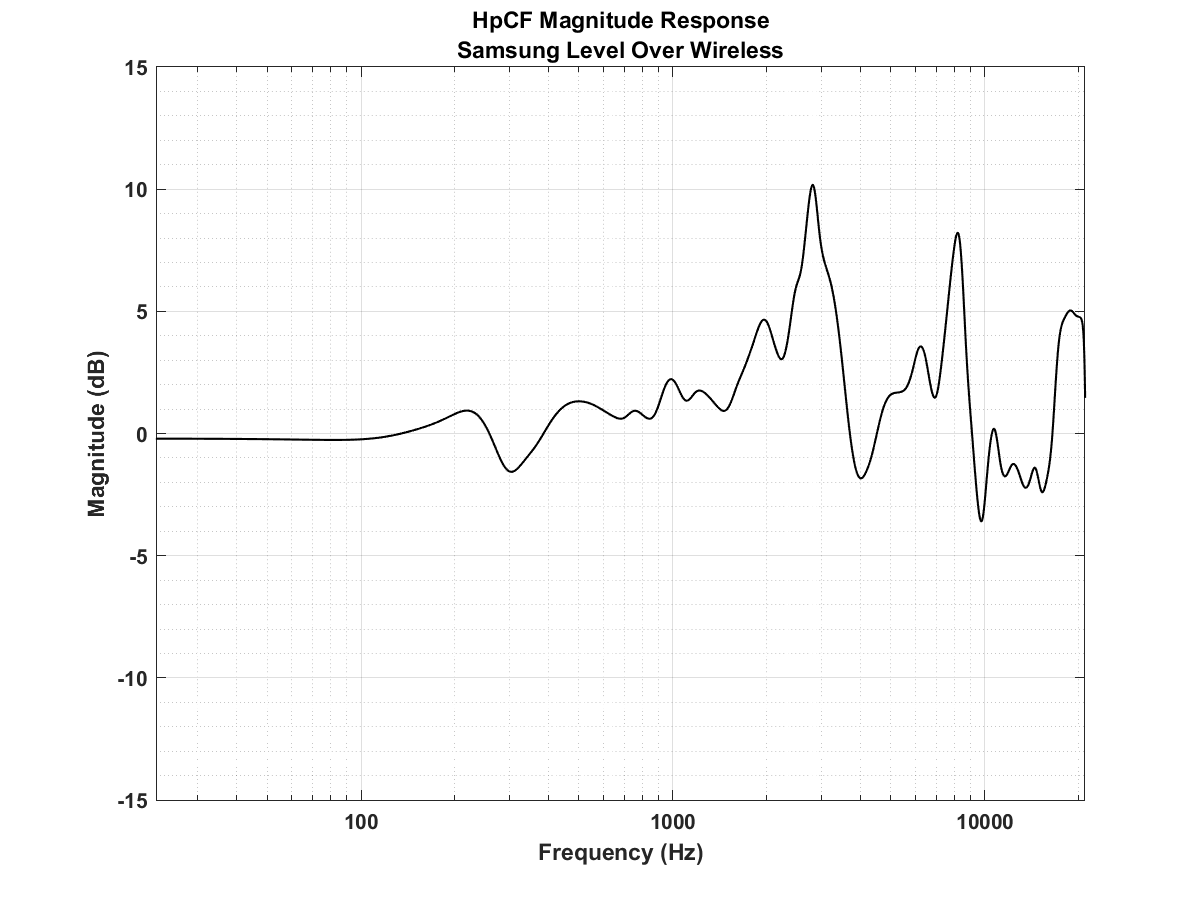 HpCF Magnitude Response
Samsung Level Over Wireless
15
10
5
0
-5
-10
-15
Magnitude (dB)
100
1000
10000
Frequency (Hz)